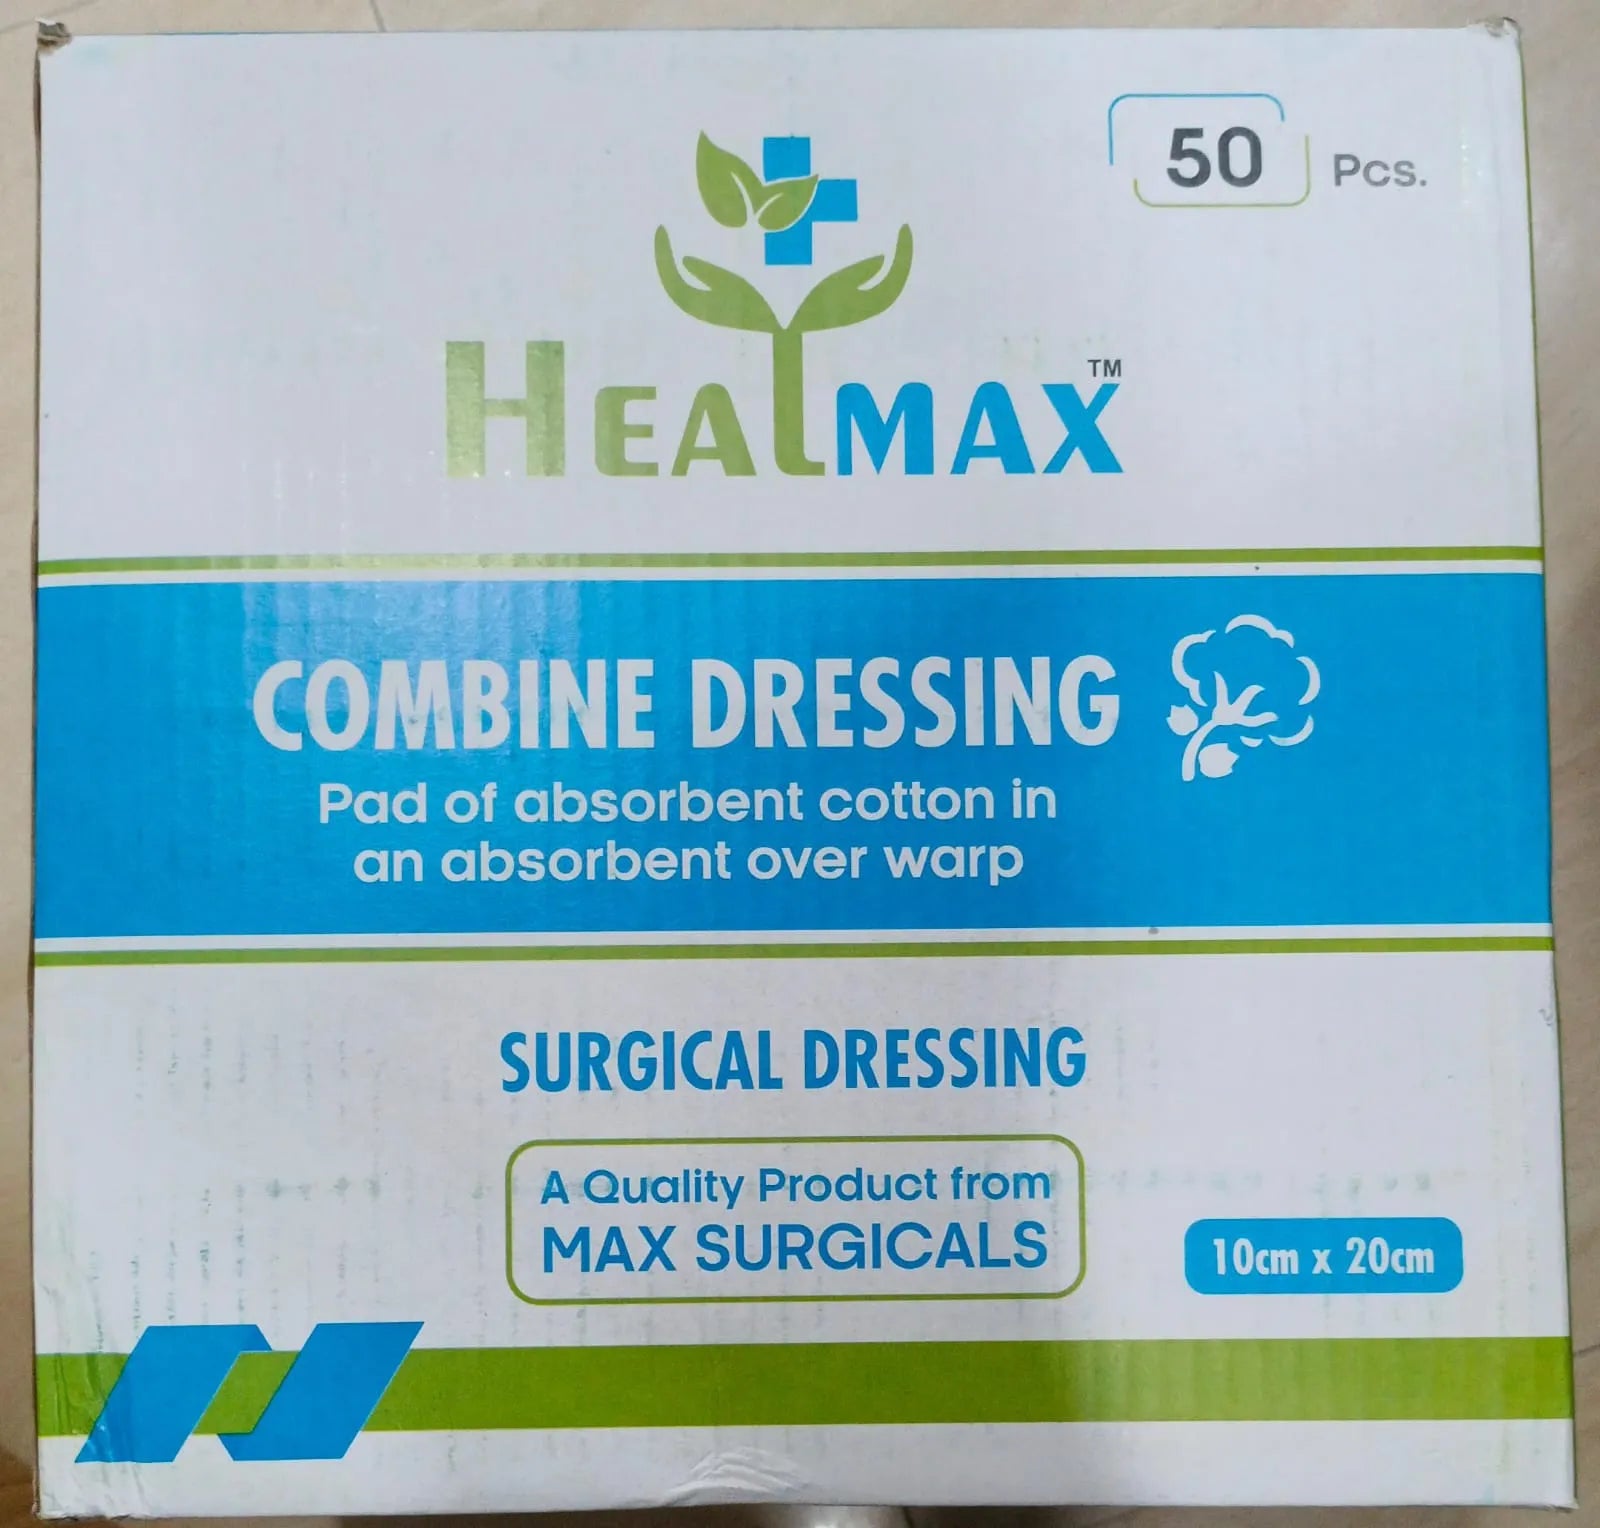 50 Pcs.
HEALMAX™
COMBINE DRESSING
Pad of absorbent cotton in
an absorbent over warp
SURGICAL DRESSING
A Quality Product from
MAX SURGICALS
10cm x 20cm